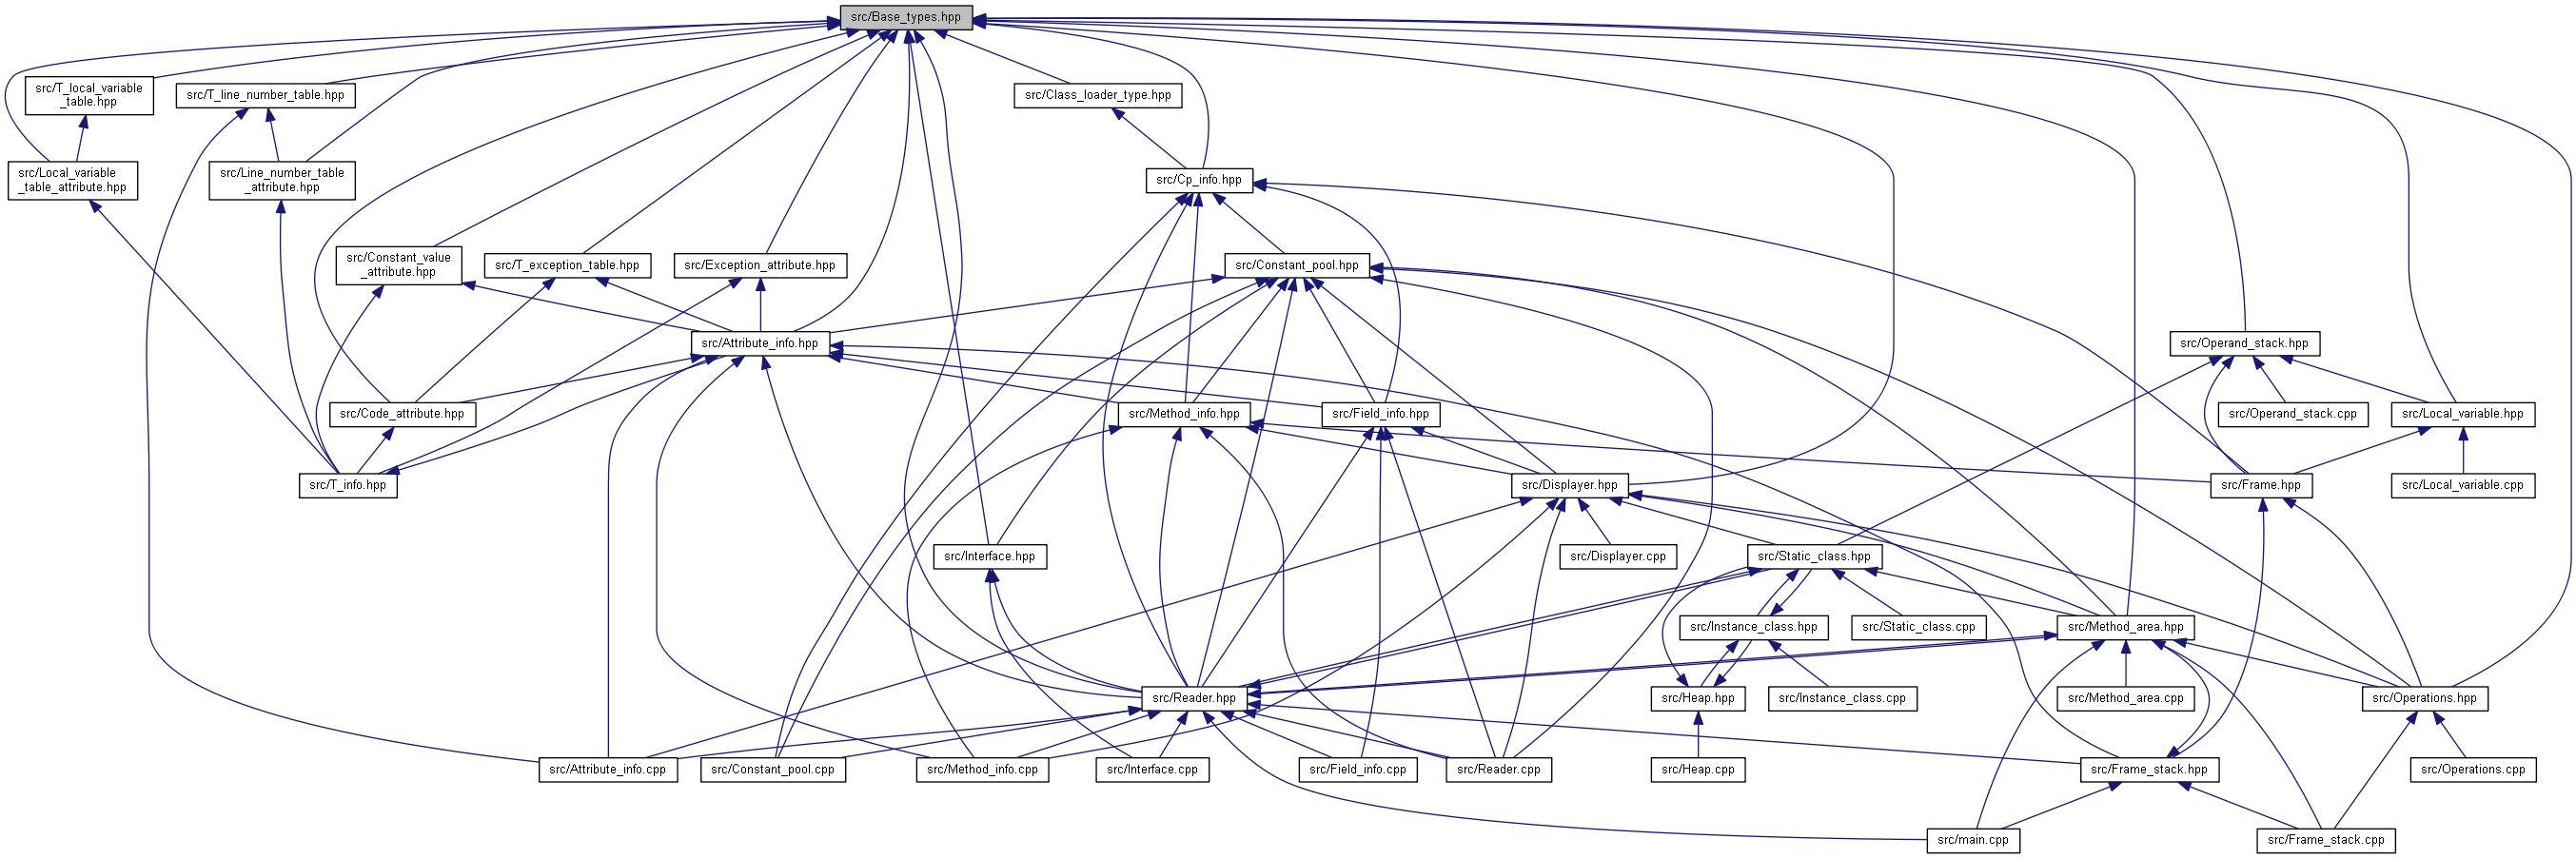 src/Base_types.hpp
src/T_local_variable
_table.hpp
src/T_line_number_table.hpp
src/Class_loader_type.hpp
src/Local_variable
_table_attribute.hpp
src/Line_number_table
_attribute.hpp
src/Cp_info.hpp
src/Constant_value
_attribute.hpp
src/T_exception_table.hpp
src/Exception_attribute.hpp
src/Constant_pool.hpp
src/Attribute_info.hpp
src/Operand_stack.hpp
src/Code_attribute.hpp
src/Method_info.hpp
src/Field_info.hpp
src/Operand_stack.cpp
src/Local_variable.hpp
src/T_info.hpp
src/Displayer.hpp
src/Frame.hpp
src/Local_variable.cpp
src/Interface.hpp
src/Displayer.cpp
src/Static_class.hpp
src/Instance_class.hpp
src/Static_class.cpp
src/Method_area.hpp
src/Reader.hpp
src/Heap.hpp
src/Instance_class.cpp
src/Method_area.cpp
src/Operations.hpp
src/Attribute_info.cpp
src/Constant_pool.cpp
src/Method_info.cpp
src/Interface.cpp
src/Field_info.cpp
src/Reader.cpp
src/Heap.cpp
src/Frame_stack.hpp
src/Operations.cpp
src/main.cpp
src/Frame_stack.cpp